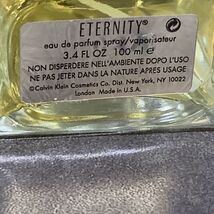 ETERNITY®
eau de parfum spray/vaporisateur
3.4 FL OZ 100 ml ℮
NON DISPERDERE NELL'AMBIENTE DOPO L'USO
NE PAS JETER DANS LA NATURE APRES USAGE
©Calvin Klein Cosmetics Co. Dist. New York, NY 10022
London Made in U.S.A.